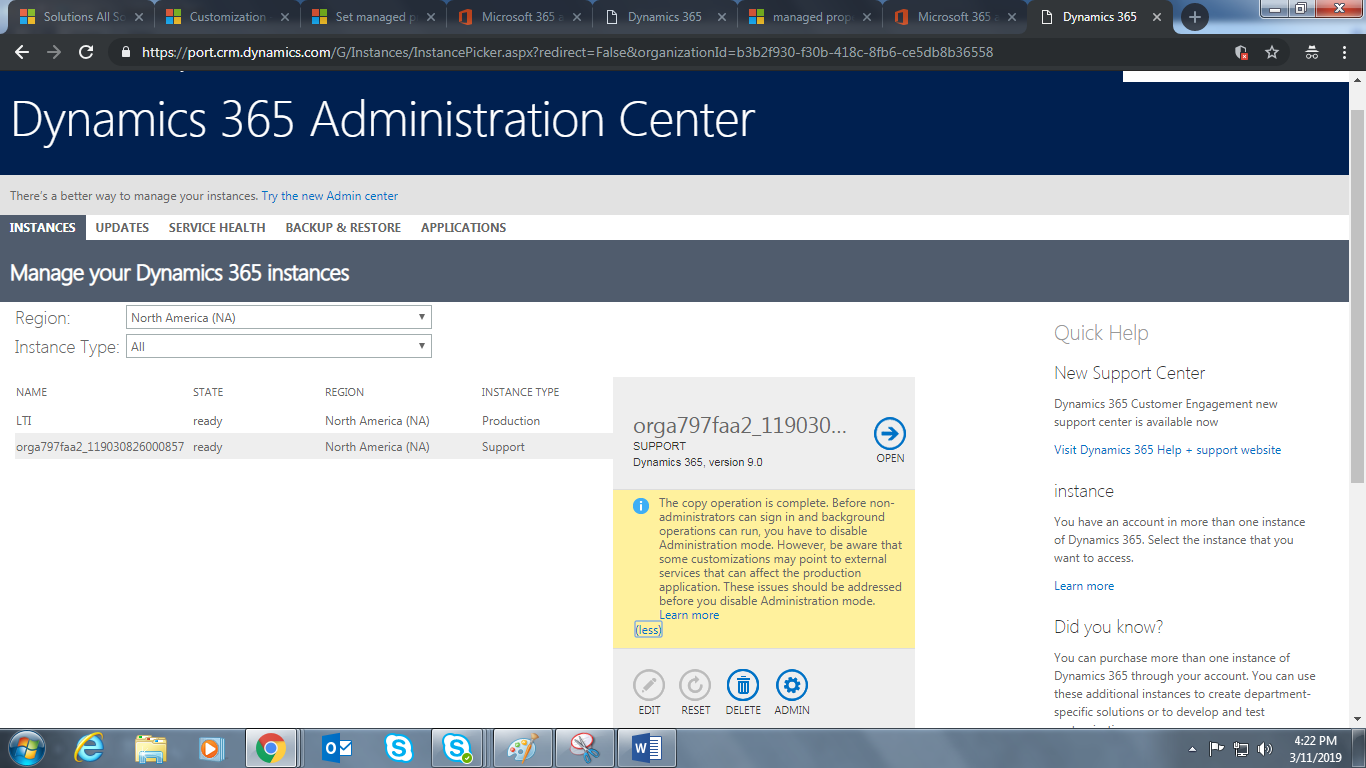 Solutions All So
Customization
Set managed p
Microsoft 365 a
Dynamics 365
managed prop
Microsoft 365 a
Dynamics 365
https://port.crm.dynamics.com/G/Instances/InstancePicker.aspx?redirect=False&organizationId=b3b2f930-f30b-418c-8fb6-ce5db8b36558
Dynamics 365 Administration Center
There's a better way to manage your instances. Try the new Admin center
INSTANCES UPDATES SERVICE HEALTH BACKUP & RESTORE APPLICATIONS
Manage your Dynamics 365 instances
Region: North America (NA)
Instance Type: All
NAME STATE REGION INSTANCE TYPE
LTI ready North America (NA) Production
orga797faa2_119030826000857 ready North America (NA) Support
orga797faa2_119030...
SUPPORT
Dynamics 365, version 9.0
OPEN
The copy operation is complete. Before non-
administrators can sign in and background
operations can run, you have to disable
Administration mode. However, be aware that
some customizations may point to external
services that can affect the production
application. These issues should be addressed
before you disable Administration mode.
Learn more
(less)
EDIT RESET DELETE ADMIN
Quick Help
New Support Center
Dynamics 365 Customer Engagement new
support center is available now
Visit Dynamics 365 Help + support website
instance
You have an account in more than one instance
of Dynamics 365. Select the instance that you
want to access.
Learn more
Did you know?
You can purchase more than one instance of
Dynamics 365 through your account. You can use
these additional instances to create department-
specific solutions or to develop and test
4:22 PM
3/11/2019